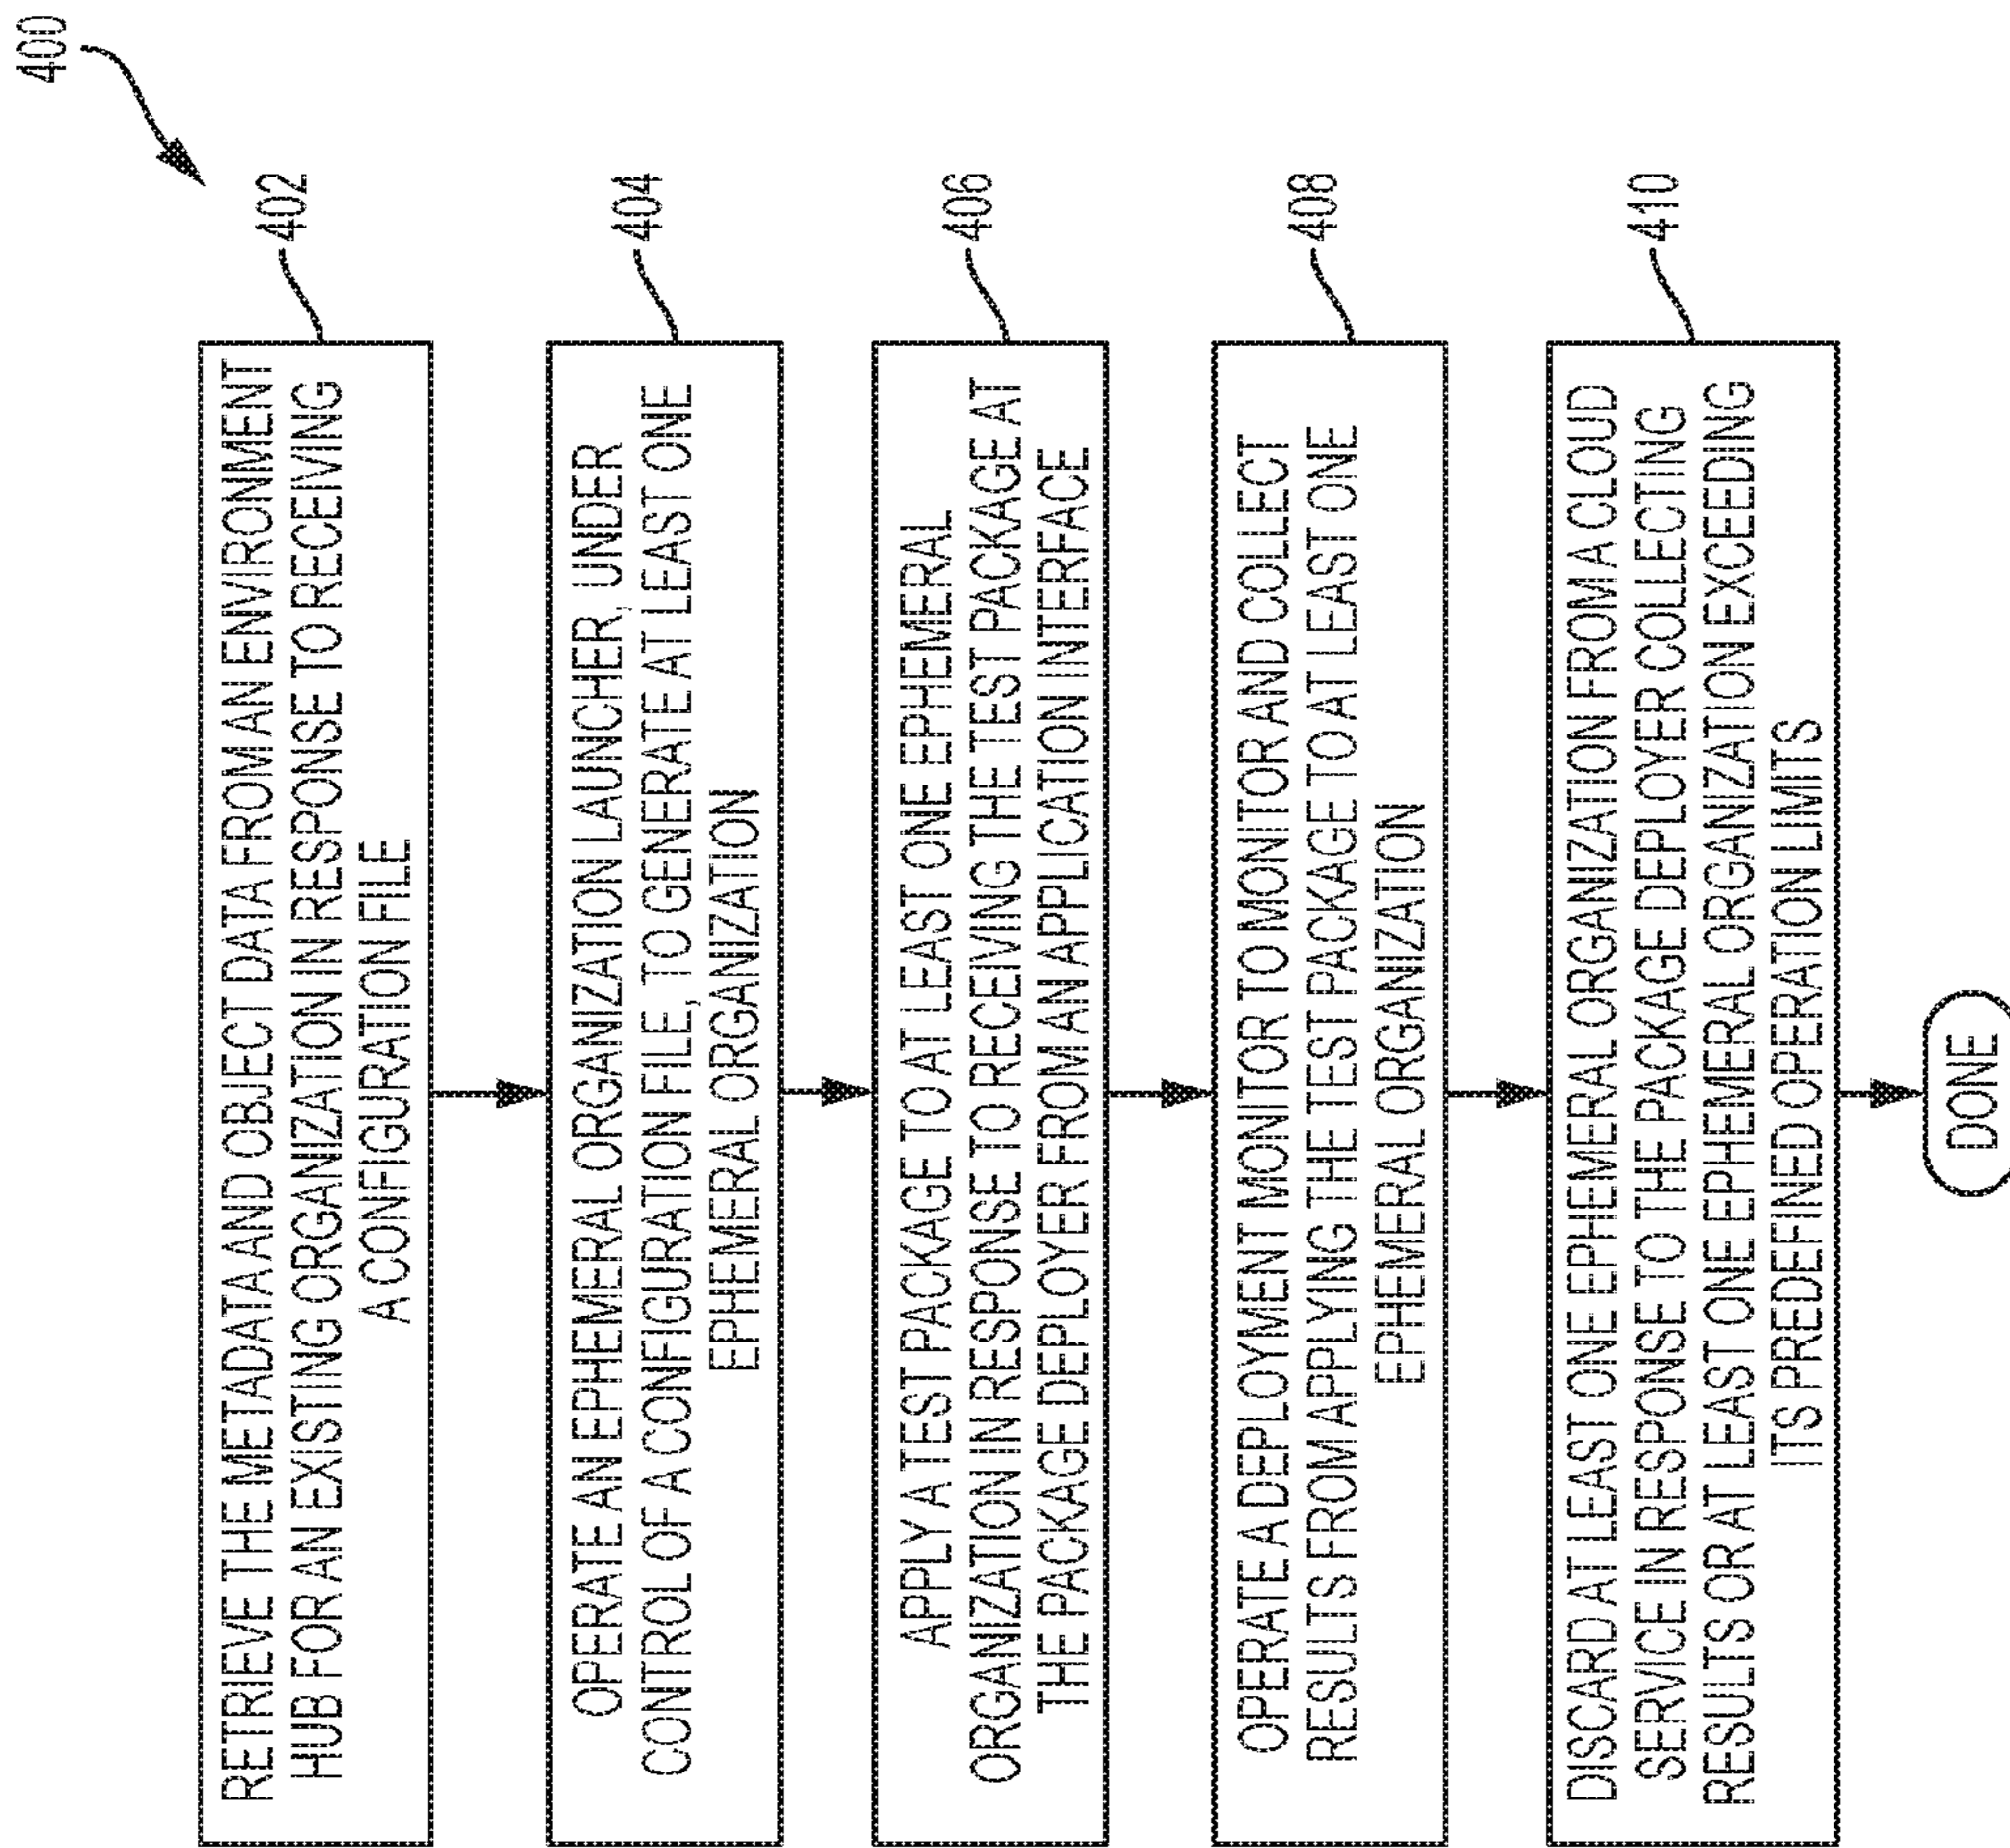 400
RETRIEVE THE METADATA AND OBJECT DATA FROM AN ENVIRONMENT
HUB FOR AN EXISTING ORGANIZATION IN RESPONSE TO RECEIVING
A CONFIGURATION FILE
402
OPERATE AN EPHEMERAL ORGANIZATION LAUNCHER, UNDER
CONTROL OF A CONFIGURATION FILE, TO GENERATE AT LEAST ONE
EPHEMERAL ORGANIZATION
404
APPLY A TEST PACKAGE TO AT LEAST ONE EPHEMERAL
ORGANIZATION IN RESPONSE TO RECEIVING THE TEST PACKAGE AT
THE PACKAGE DEPLOYER FROM AN APPLICATION INTERFACE
406
OPERATE A DEPLOYMENT MONITOR TO MONITOR AND COLLECT
RESULTS FROM APPLYING THE TEST PACKAGE TO AT LEAST ONE
EPHEMERAL ORGANIZATION
408
DISCARD AT LEAST ONE EPHEMERAL ORGANIZATION FROM A CLOUD
SERVICE IN RESPONSE TO THE PACKAGE DEPLOYER COLLECTING
RESULTS OR AT LEAST ONE EPHEMERAL ORGANIZATION EXCEEDING
ITS PREDEFINED OPERATION LIMITS
410
DONE